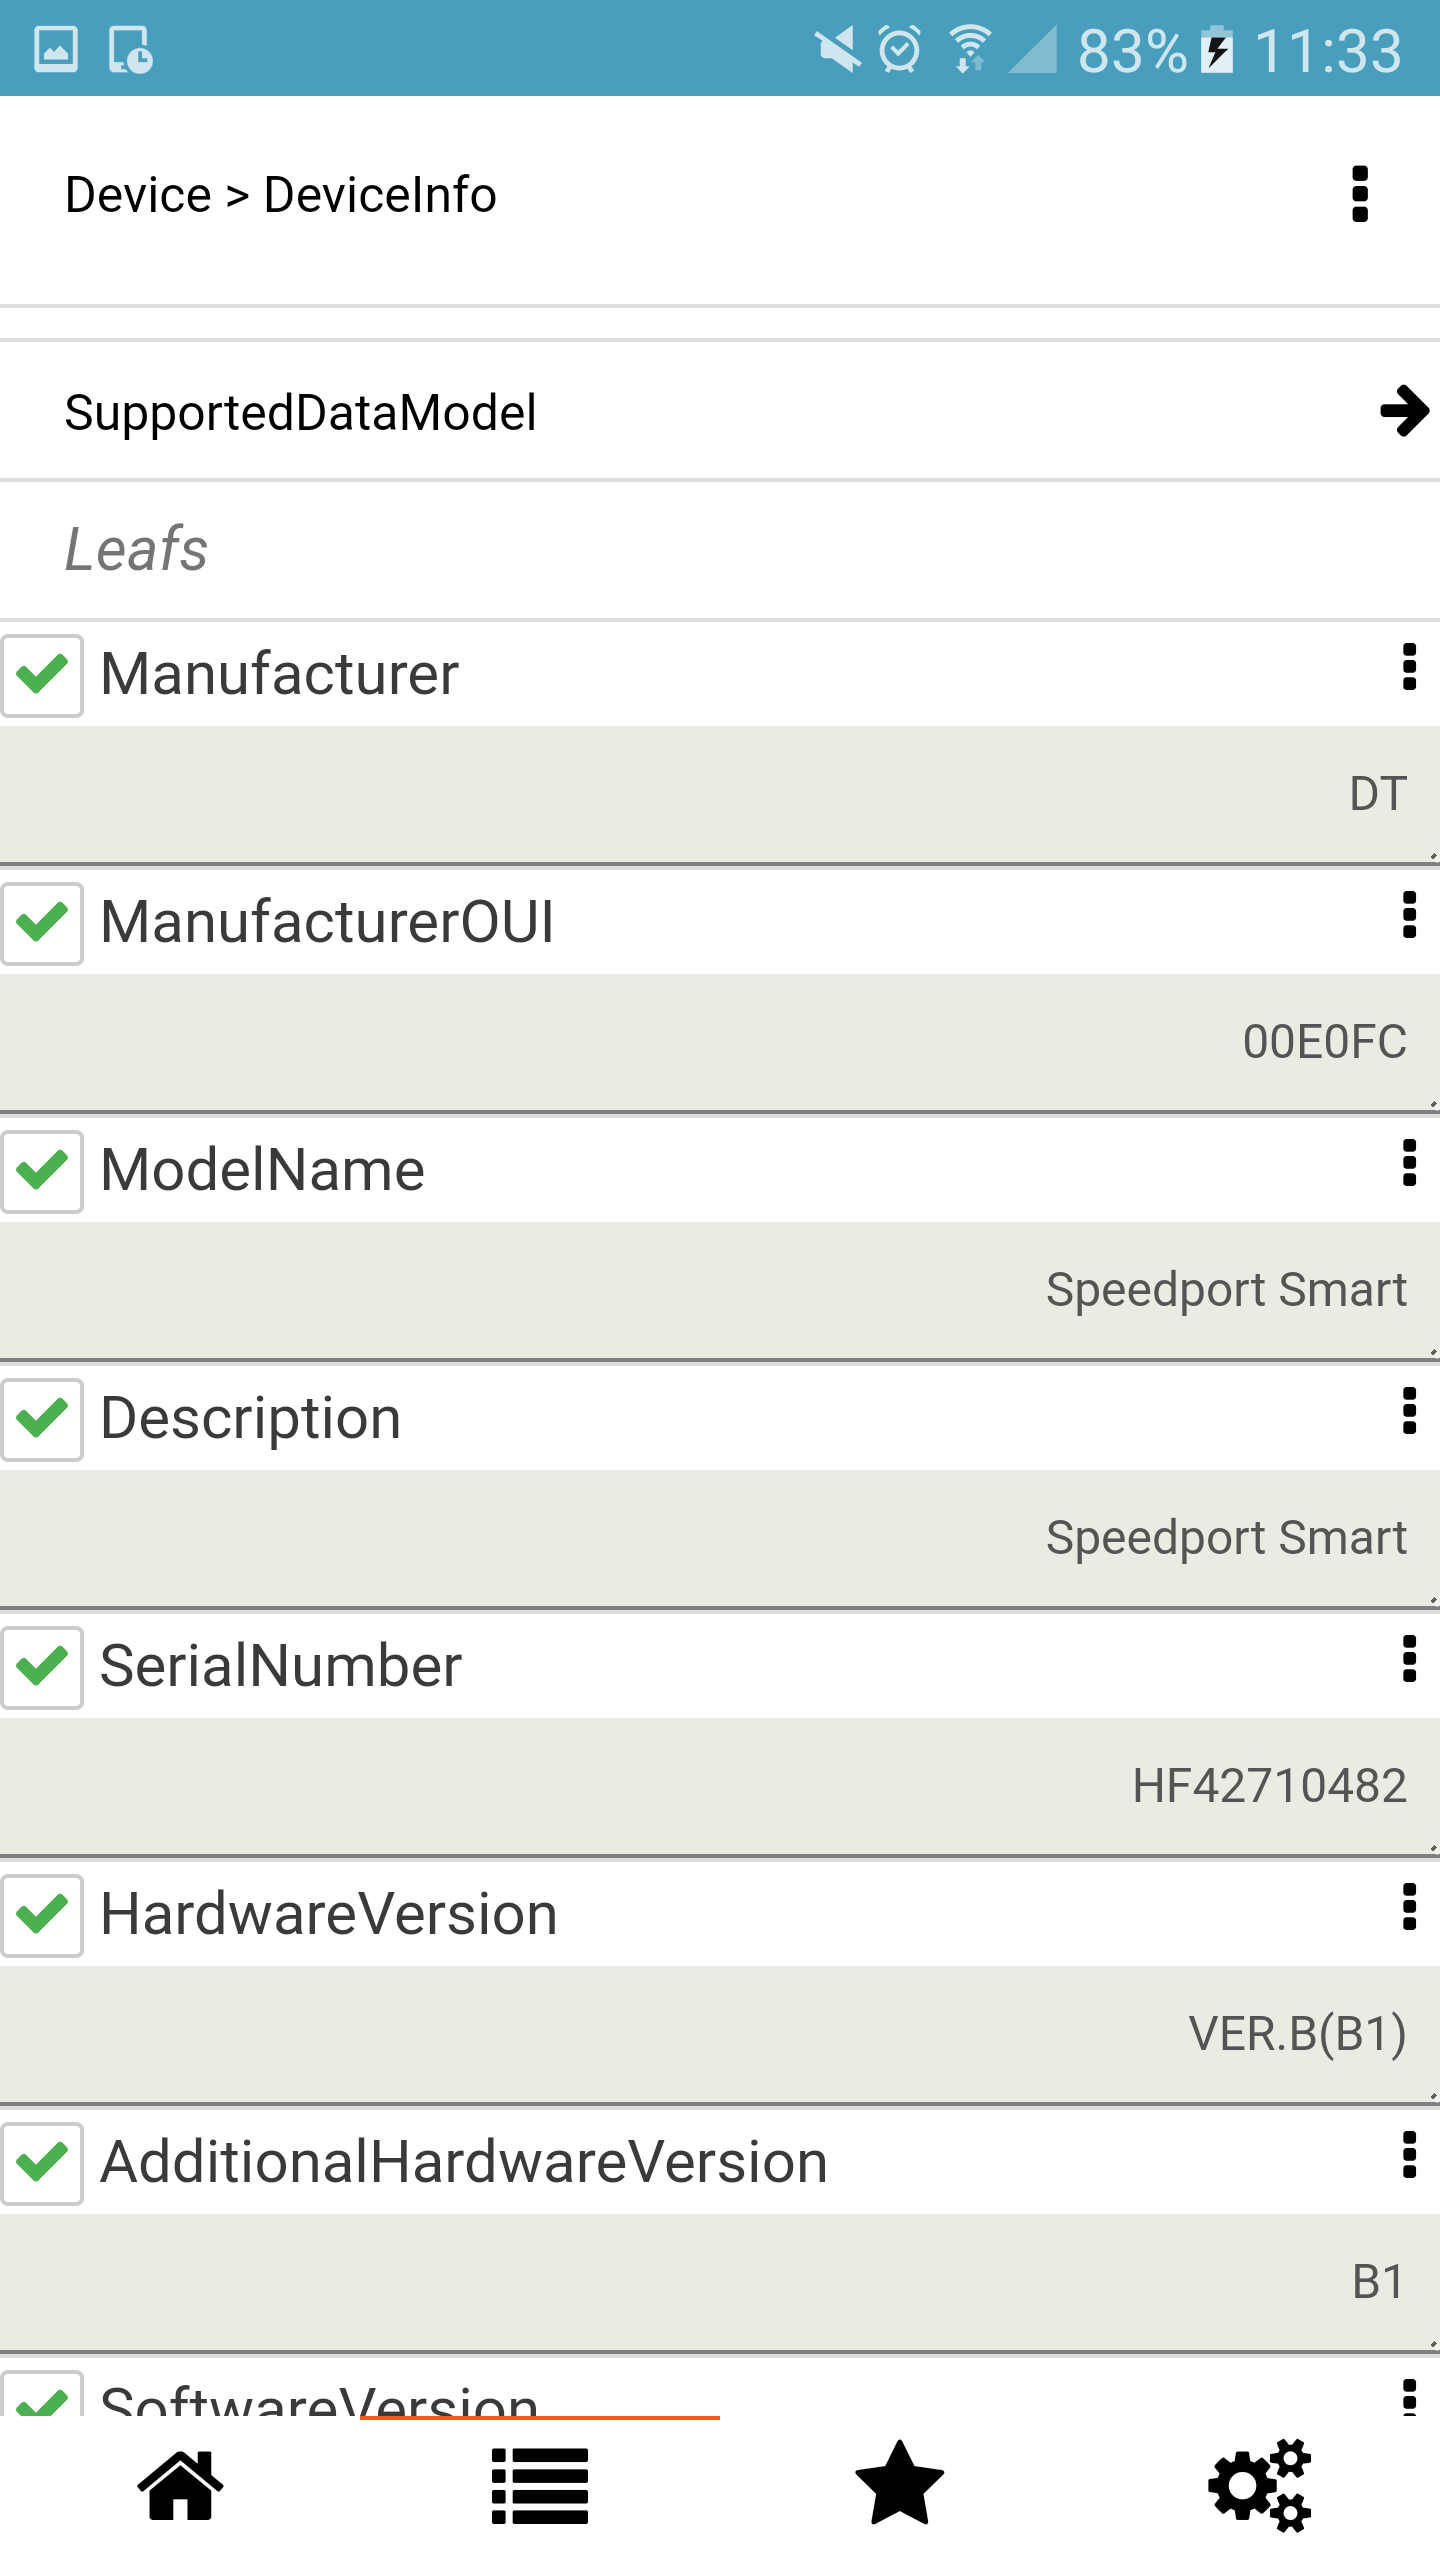 83% 11:33
Device > DeviceInfo
SupportedDataModel
Leafs
Manufacturer
DT
ManufacturerOUI
00E0FC
ModelName
Speedport Smart
Description
Speedport Smart
SerialNumber
HF42710482
HardwareVersion
VER.B(B1)
AdditionalHardwareVersion
B1
SoftwareVersion